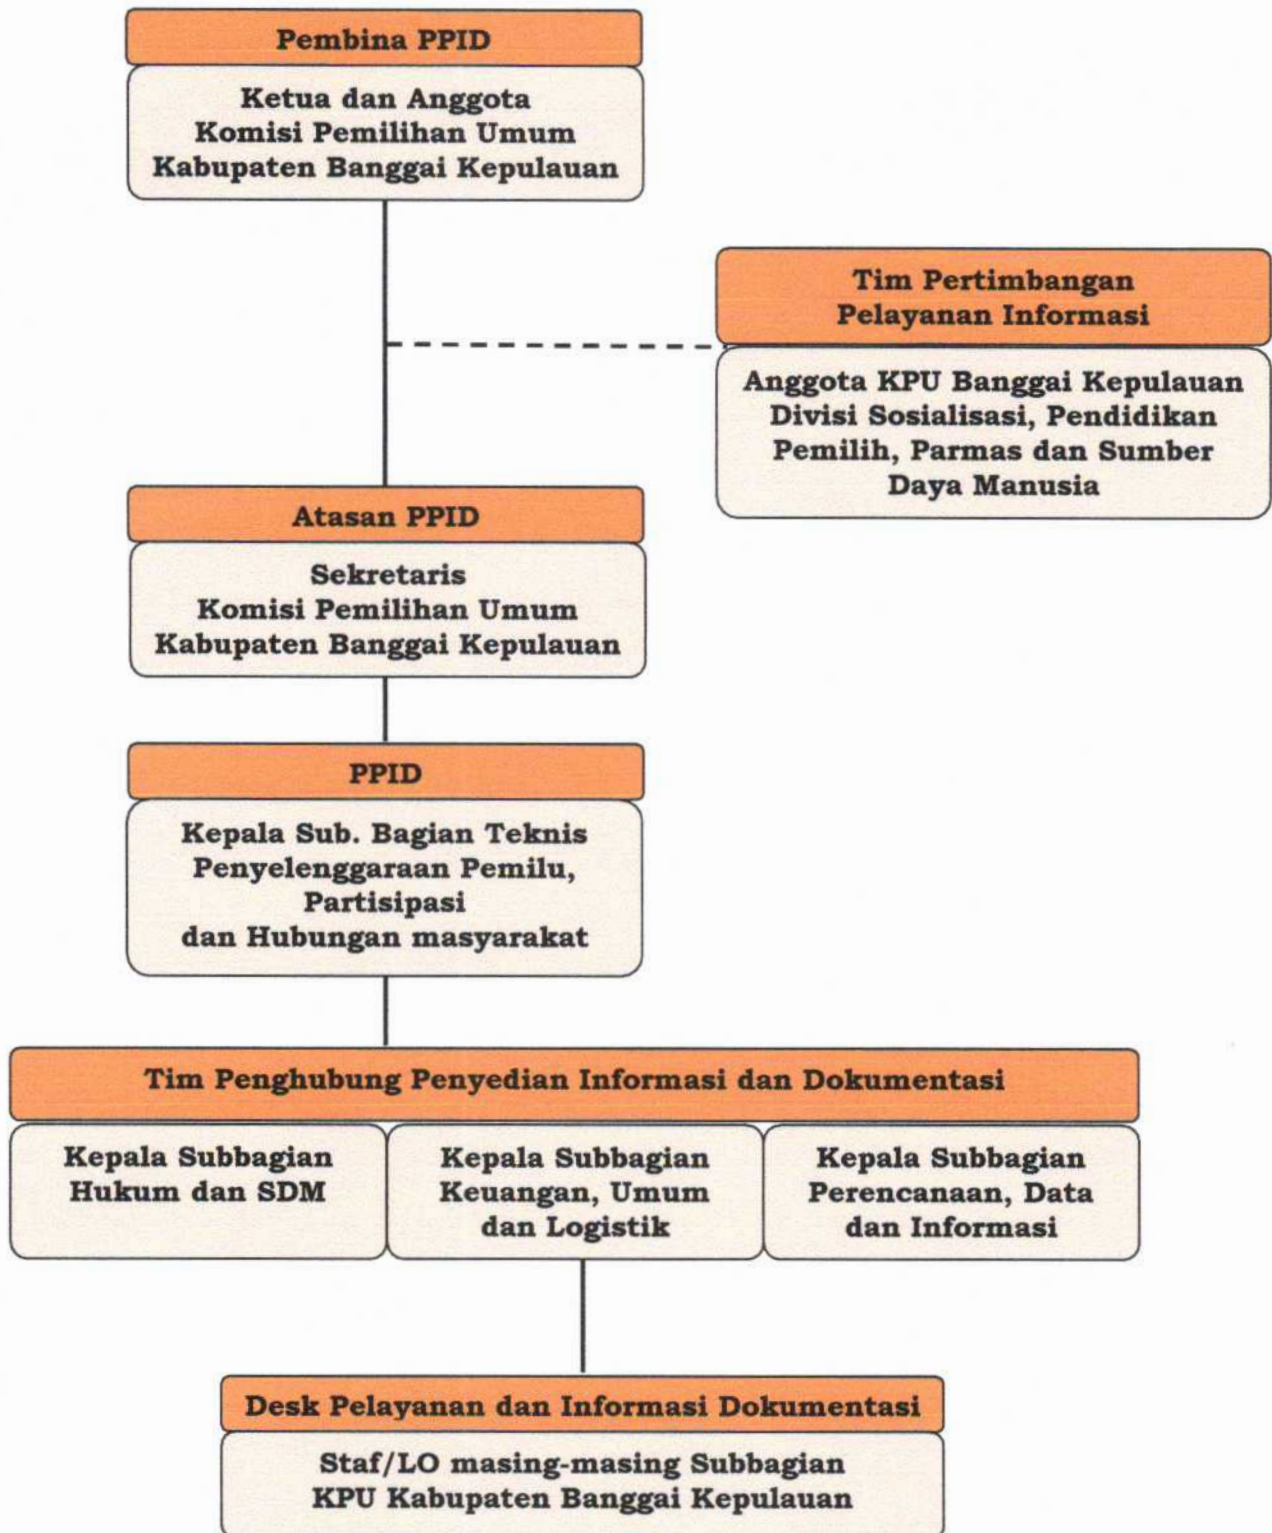 Pembina PPID
Ketua dan Anggota
Komisi Pemilihan Umum
Kabupaten Banggai Kepulauan
Tim Pertimbangan
Pelayanan Informasi
Anggota KPU Banggai Kepulauan
Divisi Sosialisasi, Pendidikan
Pemilih, Parmas dan Sumber
Daya Manusia
Atasan PPID
Sekretaris
Komisi Pemilihan Umum
Kabupaten Banggai Kepulauan
PPID
Kepala Sub. Bagian Teknis
Penyelenggaraan Pemilu,
Partisipasi
dan Hubungan masyarakat
Tim Penghubung Penyedian Informasi dan Dokumentasi
Kepala Subbagian
Hukum dan SDM
Kepala Subbagian
Keuangan, Umum
dan Logistik
Kepala Subbagian
Perencanaan, Data
dan Informasi
Desk Pelayanan dan Informasi Dokumentasi
Staf/LO masing-masing Subbagian
KPU Kabupaten Banggai Kepulauan